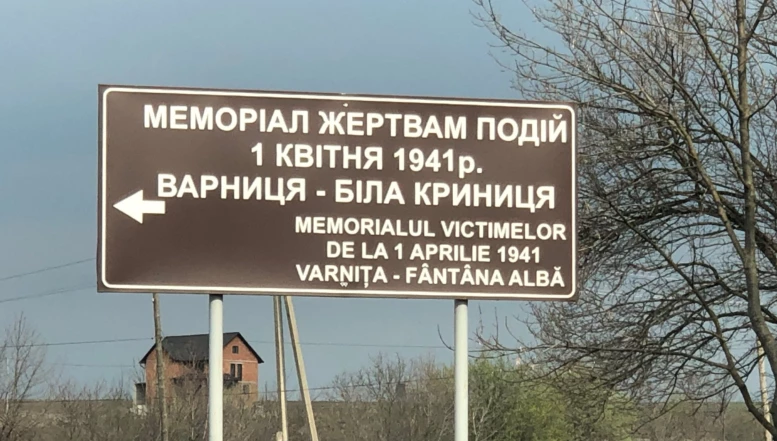 МЕМОРІАЛ ЖЕРТВАМ ПОДІЙ
1 КВІТНЯ 1941р.
ВАРНИЦЯ - БІЛА КРИНИЦЯ
MEMORIALUL VICTIMELOR
DE LA 1 APRILIE 1941
VARNIȚA - FÂNTÂNA ALBĂ